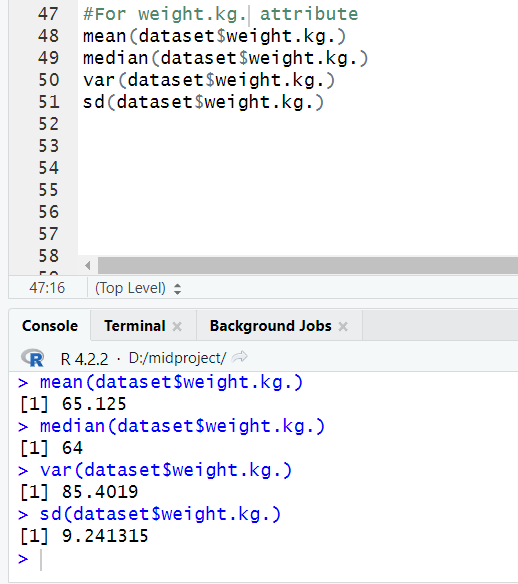 47 #For weight.kg. attribute
48 mean(dataset$weight.kg.)
49 median(dataset$weight.kg.)
50 var(dataset$weight.kg.)
51 sd(dataset$weight.kg.)
52
53
54
55
56
57
58
47:16 (Top Level)
Console Terminal Background Jobs
R R 4.2.2 · D:/midproject/
> mean(dataset$weight.kg.)
[1] 65.125
> median(dataset$weight.kg.)
[1] 64
> var(dataset$weight.kg.)
[1] 85.4019
> sd(dataset$weight.kg.)
[1] 9.241315
>